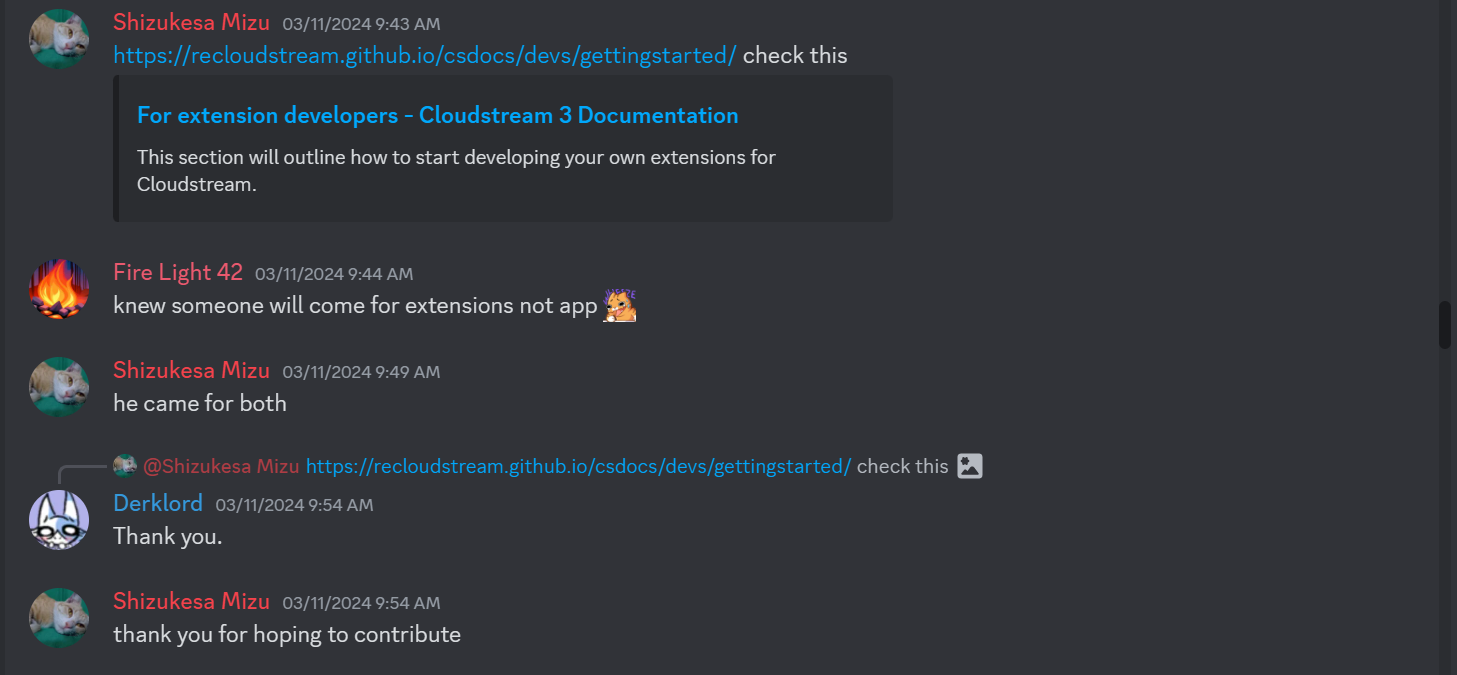 Shizukesa Mizu 03/11/2024 9:43 AM
https://recloudstream.github.io/csdocs/devs/gettingstarted/ check this
For extension developers - Cloudstream 3 Documentation
This section will outline how to start developing your own extensions for
Cloudstream.
Fire Light 42 03/11/2024 9:44 AM
knew someone will come for extensions not app
Shizukesa Mizu 03/11/2024 9:49 AM
he came for both
@Shizukesa Mizu https://recloudstream.github.io/csdocs/devs/gettingstarted/ check this
Derklord 03/11/2024 9:54 AM
Thank you.
Shizukesa Mizu 03/11/2024 9:54 AM
thank you for hoping to contribute